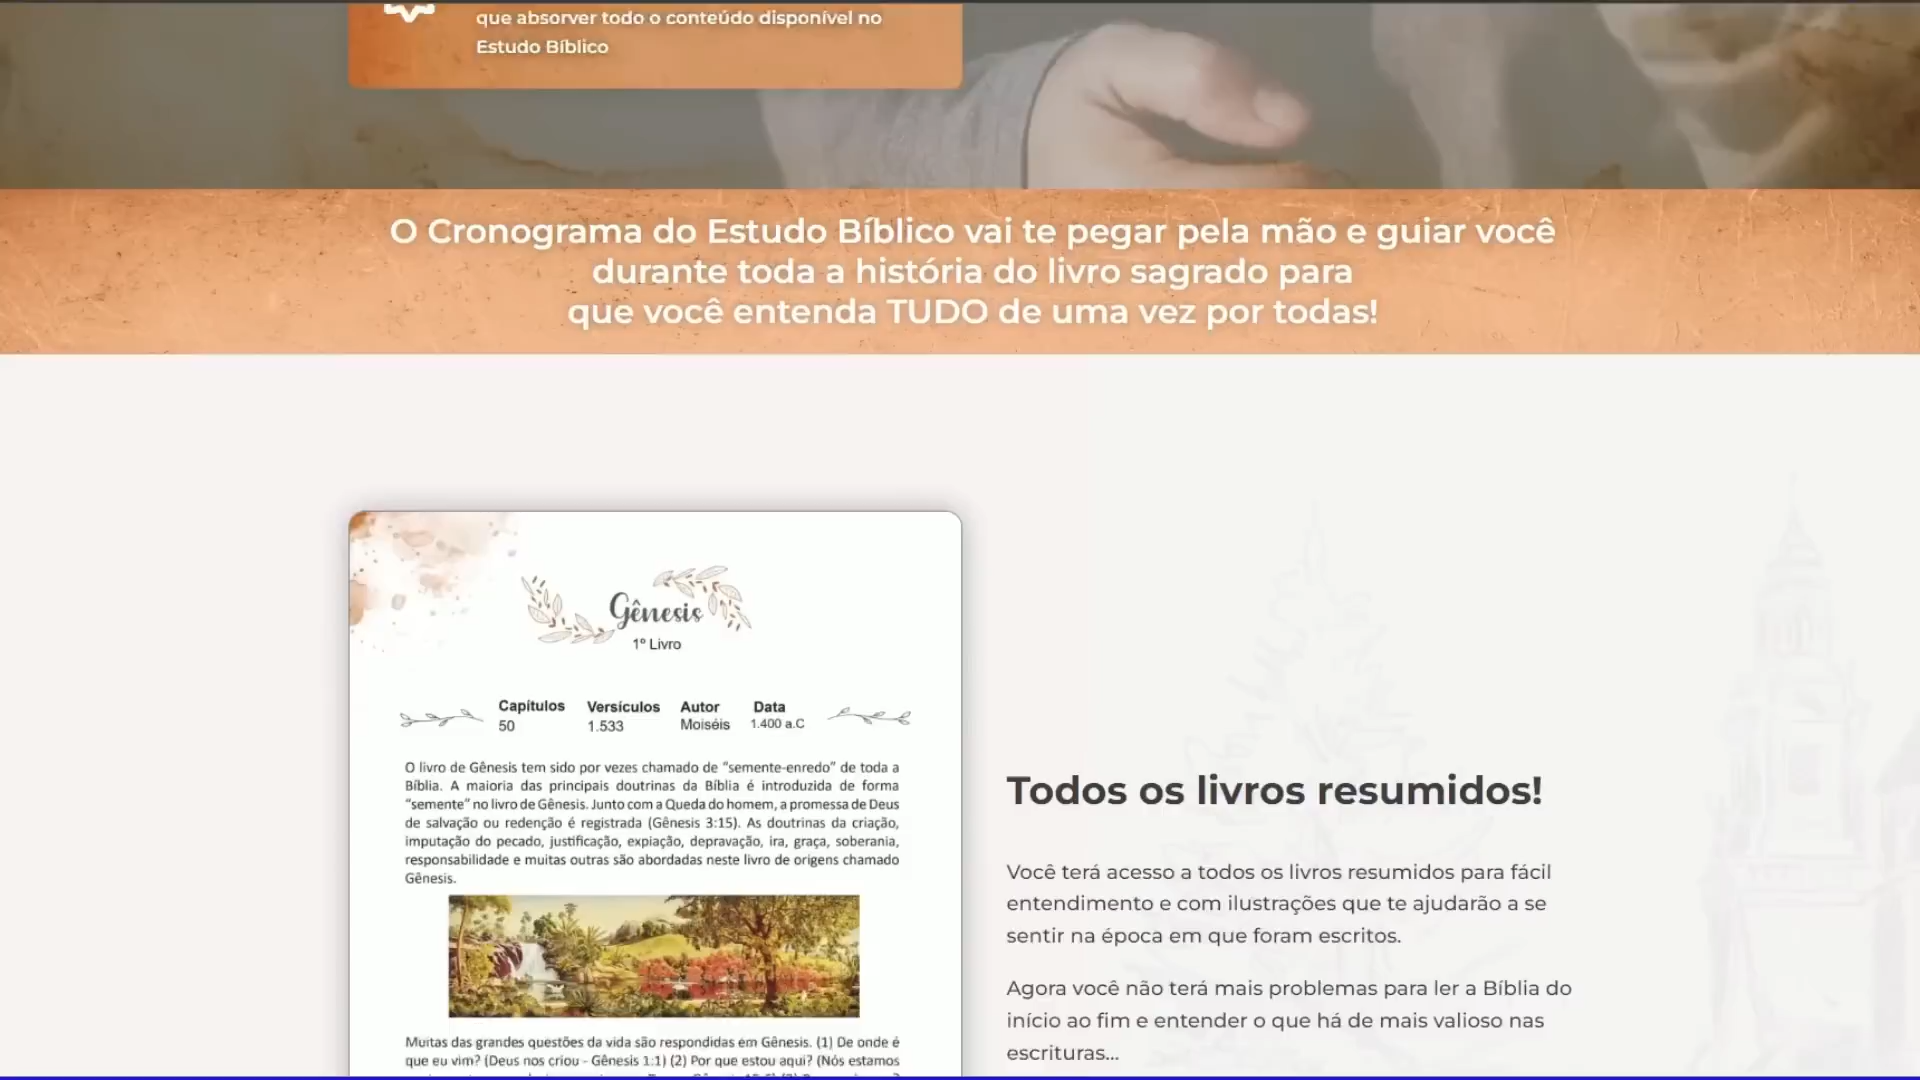 que absorver todo o conteúdo disponível no
Estudo Bíblico
O Cronograma do Estudo Bíblico vai te pegar pela mão e guiar você
durante toda a história do livro sagrado para
que você entenda TUDO de uma vez por todas!
Gênesis
1º Livro
Capítulos Versículos Autor Data
50 1.533 Moiséis 1.400 a.C
O livro de Gênesis tem sido por vezes chamado de “semente-enredo” de toda a
Bíblia. A maioria das principais doutrinas da Bíblia é introduzida de forma
“semente” no livro de Gênesis. Junto com a Queda do homem, a promessa de Deus
de salvação ou redenção é registrada (Gênesis 3:15). As doutrinas da criação,
imputação do pecado, justificação, expiação, depravação, ira, graça, soberania,
responsabilidade e muitas outras são abordadas neste livro de origens chamado
Gênesis.
Muitas das grandes questões da vida são respondidas em Gênesis. (1) De onde é
que eu vim? (Deus nos criou - Gênesis 1:1) (2) Por que estou aqui? (Nós estamos
Todos os livros resumidos!
Você terá acesso a todos os livros resumidos para fácil
entendimento e com ilustrações que te ajudarão a se
sentir na época em que foram escritos.
Agora você não terá mais problemas para ler a Bíblia do
início ao fim e entender o que há de mais valioso nas
escrituras...